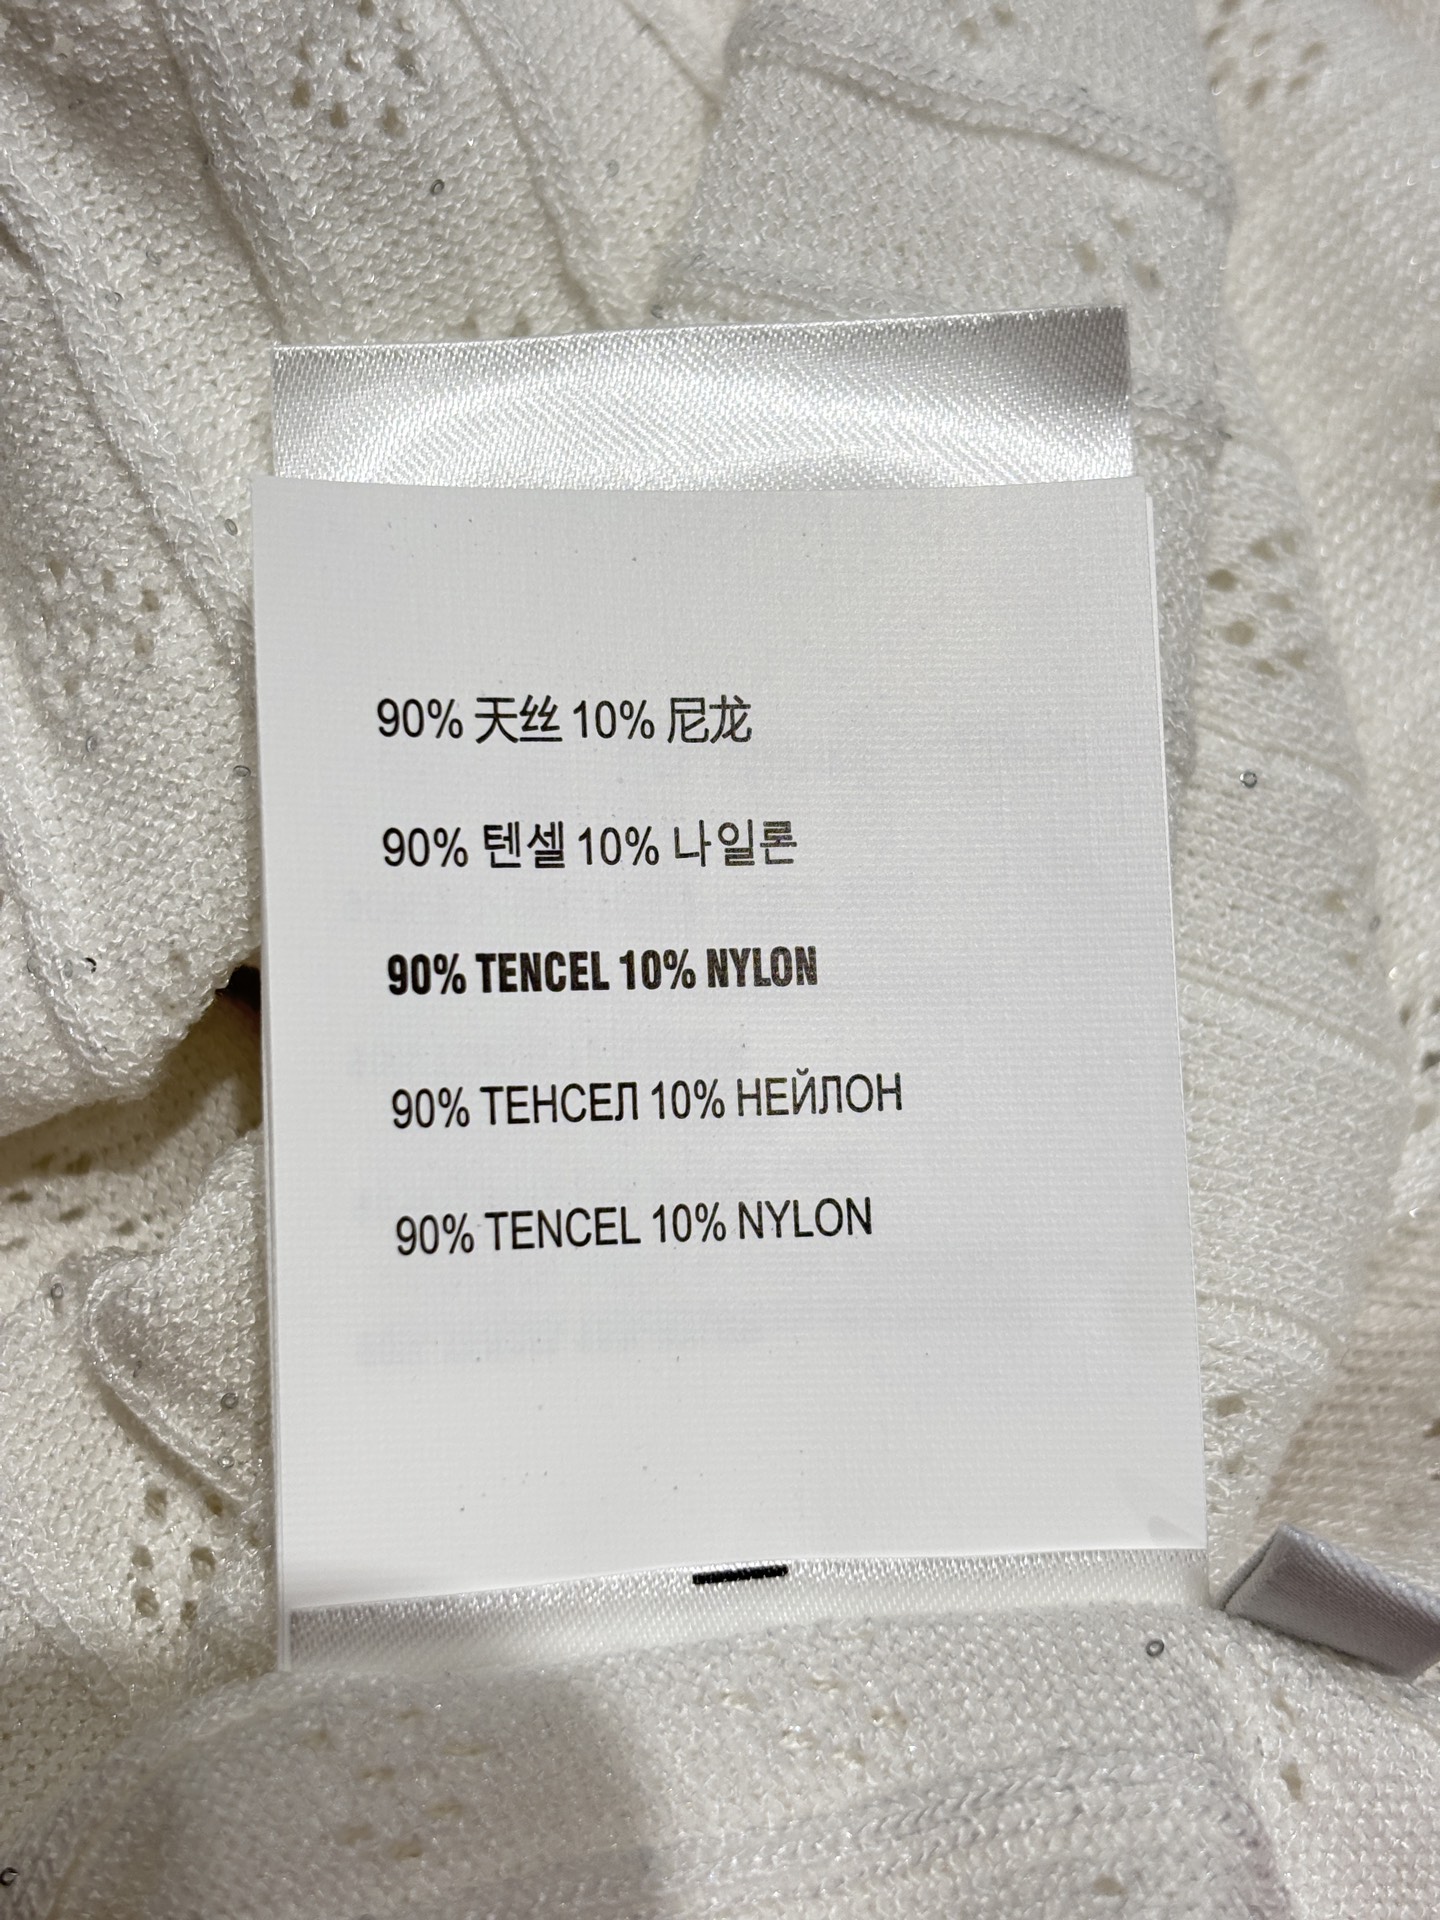 90% 天丝 10% 尼龙
90% 텐셀 10% 나일론
90% TENCEL 10% NYLON
90% ТЕНСЕЛ 10% НЕЙЛОН
90% TENCEL 10% NYLON